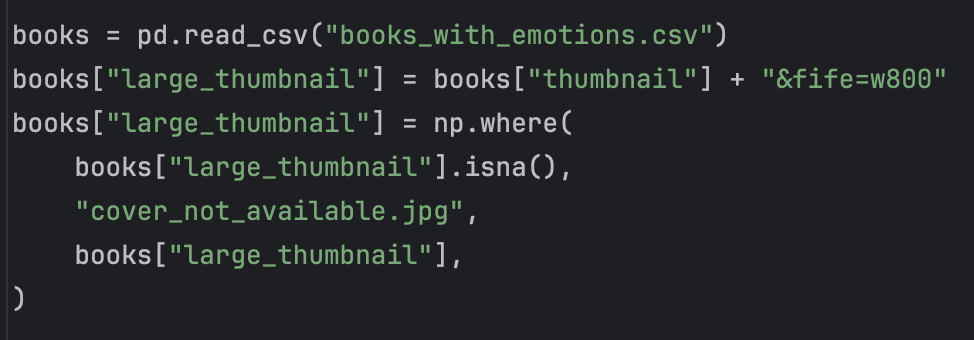 books = pd.read_csv("books_with_emotions.csv")
books["large_thumbnail"] = books["thumbnail"] + "&fife=w800"
books["large_thumbnail"] = np.where(
    books["large_thumbnail"].isna(),
    "cover_not_available.jpg",
    books["large_thumbnail"],
)